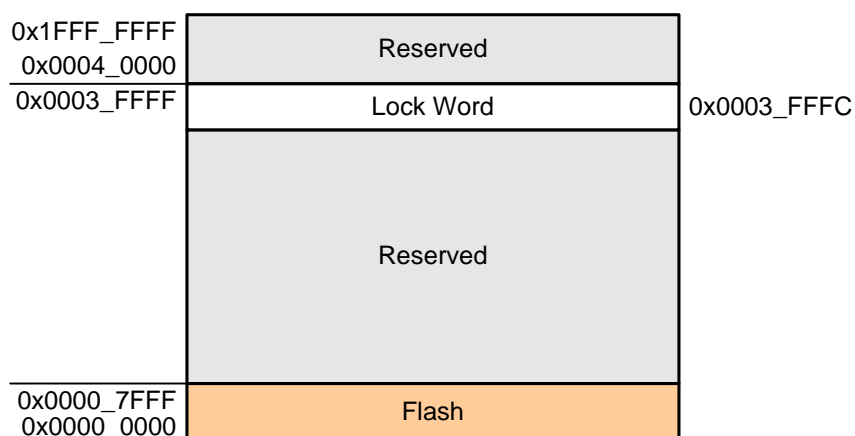 0x1FFF_FFFF
Reserved
0x0004_0000
0x0003_FFFF
Lock Word
0x0003_FFFC
Reserved
0x0000_7FFF
Flash
0x0000_0000